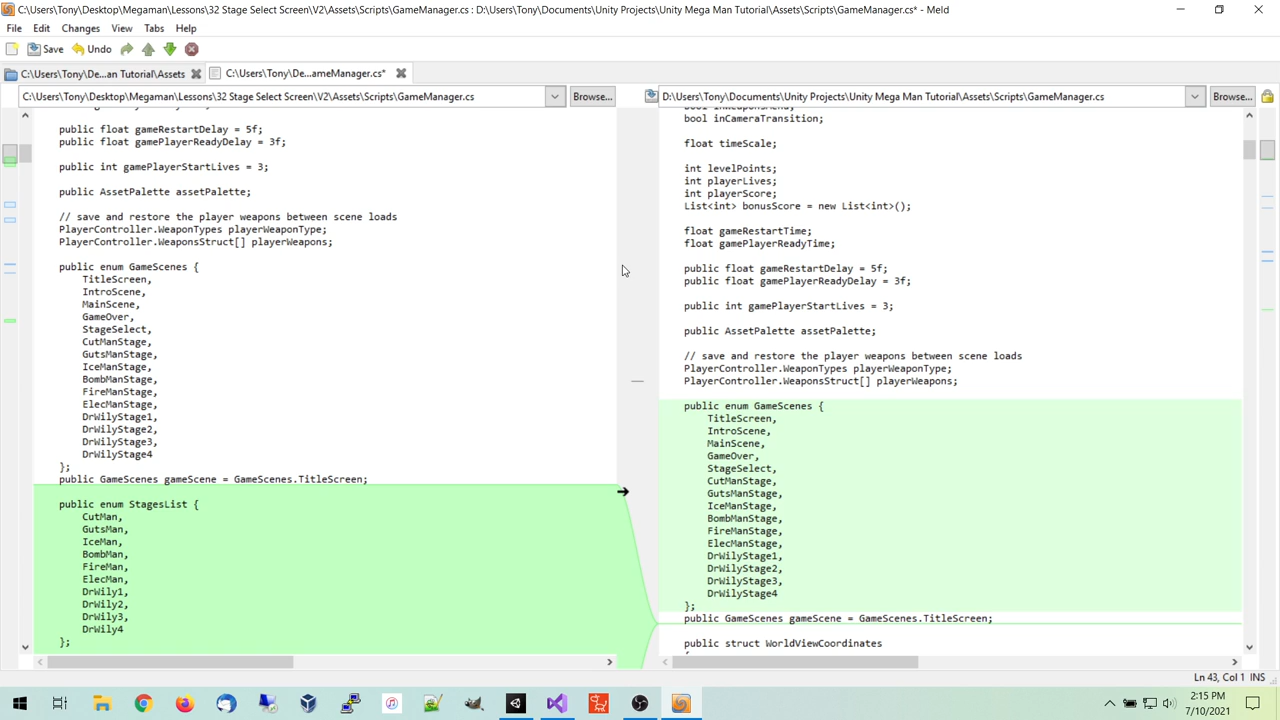 C:\Users\Tony\Desktop\Megaman\Lessons\32 Stage Select Screen\V2\Assets\Scripts\GameManager.cs : D:\Users\Tony\Documents\Unity Projects\Unity Mega Man Tutorial\Assets\Scripts\GameManager.cs* - Meld
File Edit Changes View Tabs Help
Save Undo
C:\Users\Tony\De...an Tutorial\Assets C:\Users\Tony\De...ameManager.cs*
C:\Users\Tony\Desktop\Megaman\Lessons\32 Stage Select Screen\V2\Assets\Scripts\GameManager.cs Browse...
public float gameRestartDelay = 5f;
public float gamePlayerReadyDelay = 3f;
public int gamePlayerStartLives = 3;
public AssetPalette assetPalette;
// save and restore the player weapons between scene loads
PlayerController.WeaponTypes playerWeaponType;
PlayerController.WeaponsStruct[] playerWeapons;
public enum GameScenes {
TitleScreen,
IntroScene,
MainScene,
GameOver,
StageSelect,
CutManStage,
GutsManStage,
IceManStage,
BombManStage,
FireManStage,
ElecManStage,
DrWilyStage1,
DrWilyStage2,
DrWilyStage3,
DrWilyStage4
};
public GameScenes gameScene = GameScenes.TitleScreen;
public enum StagesList {
CutMan,
GutsMan,
IceMan,
BombMan,
FireMan,
ElecMan,
DrWily1,
DrWily2,
DrWily3,
DrWily4
};
D:\Users\Tony\Documents\Unity Projects\Unity Mega Man Tutorial\Assets\Scripts\GameManager.cs Browse...
bool inCameraTransition;
float timeScale;
int levelPoints;
int playerLives;
int playerScore;
List<int> bonusScore = new List<int>();
float gameRestartTime;
float gamePlayerReadyTime;
public float gameRestartDelay = 5f;
public float gamePlayerReadyDelay = 3f;
public int gamePlayerStartLives = 3;
public AssetPalette assetPalette;
// save and restore the player weapons between scene loads
PlayerController.WeaponTypes playerWeaponType;
PlayerController.WeaponsStruct[] playerWeapons;
public enum GameScenes {
TitleScreen,
IntroScene,
MainScene,
GameOver,
StageSelect,
CutManStage,
GutsManStage,
IceManStage,
BombManStage,
FireManStage,
ElecManStage,
DrWilyStage1,
DrWilyStage2,
DrWilyStage3,
DrWilyStage4
};
public GameScenes gameScene = GameScenes.TitleScreen;
public struct WorldViewCoordinates
Ln 43, Col 1 INS
2:15 PM
7/10/2021